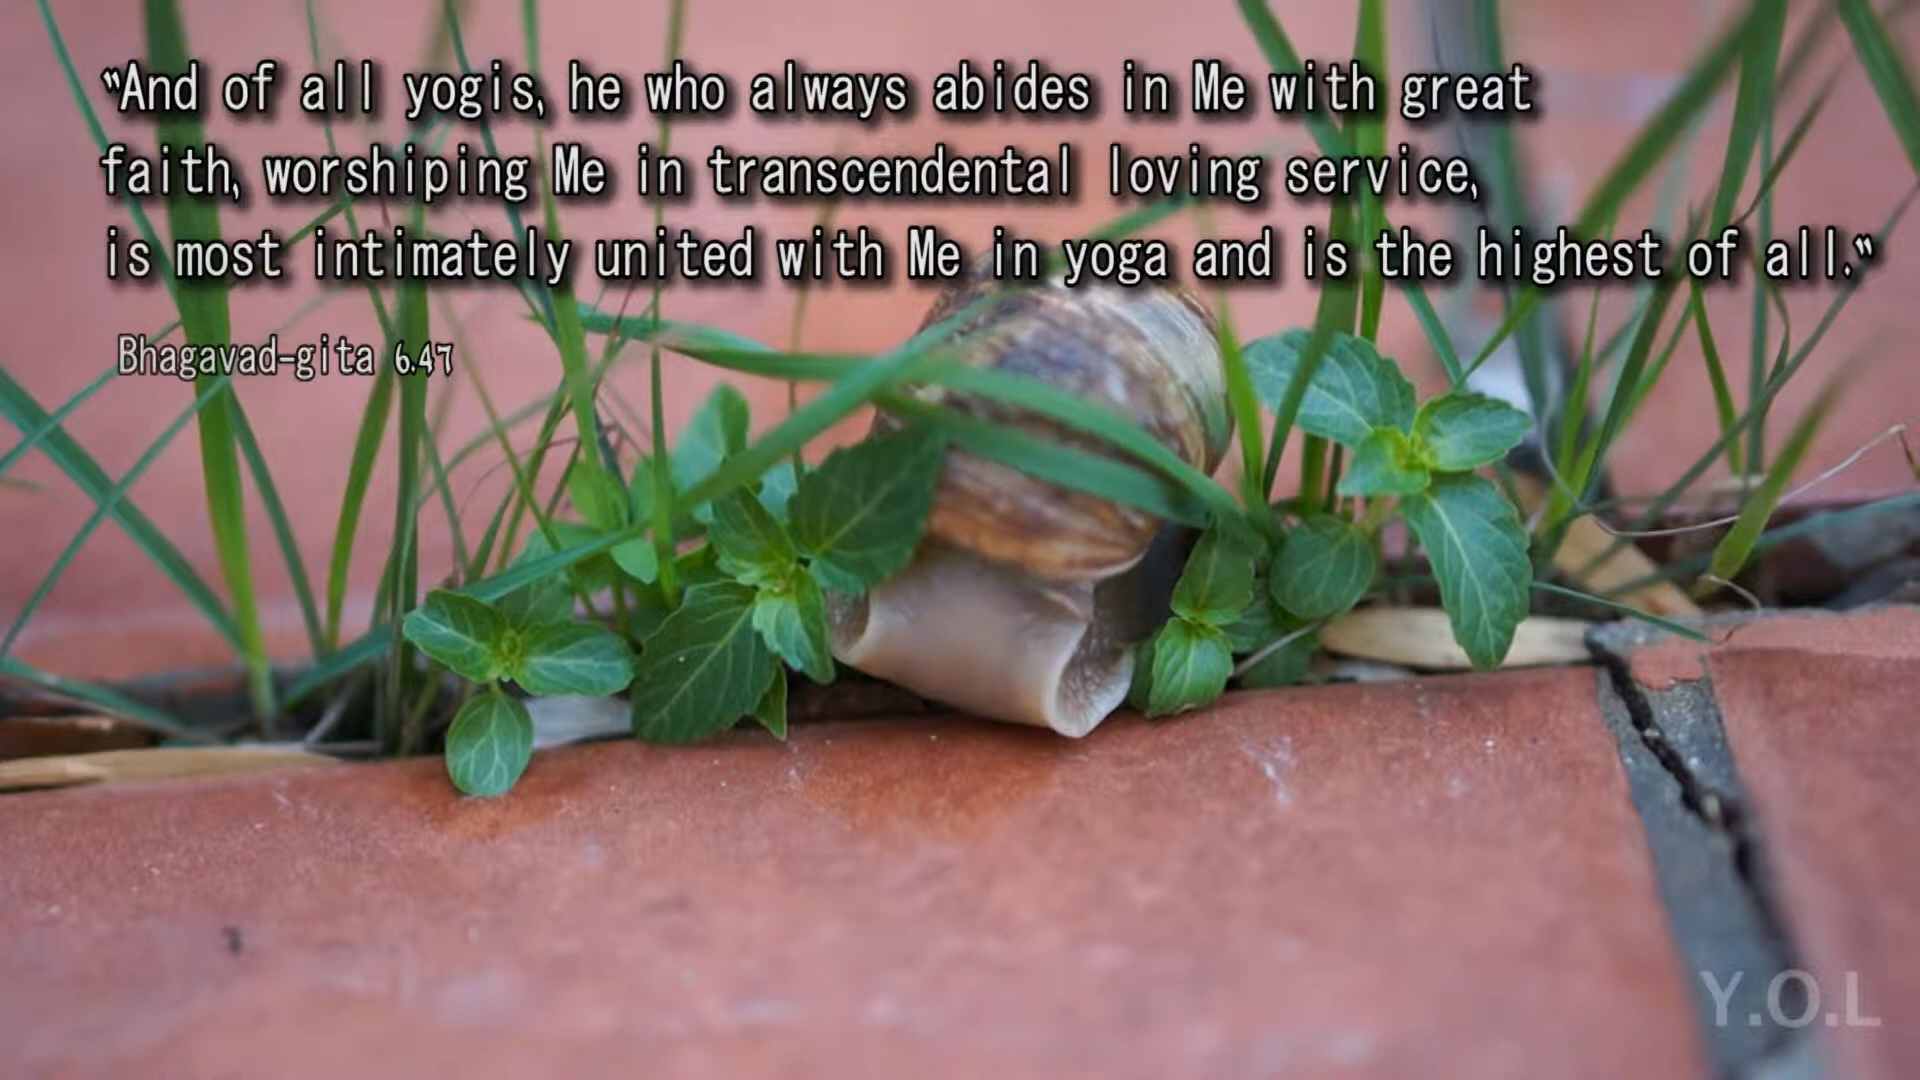 “And of all yogis, he who always abides in Me with great
faith, worshiping Me in transcendental loving service,
is most intimately united with Me in yoga and is the highest of all.”
Bhagavad-gita 6.47
Y.O.L